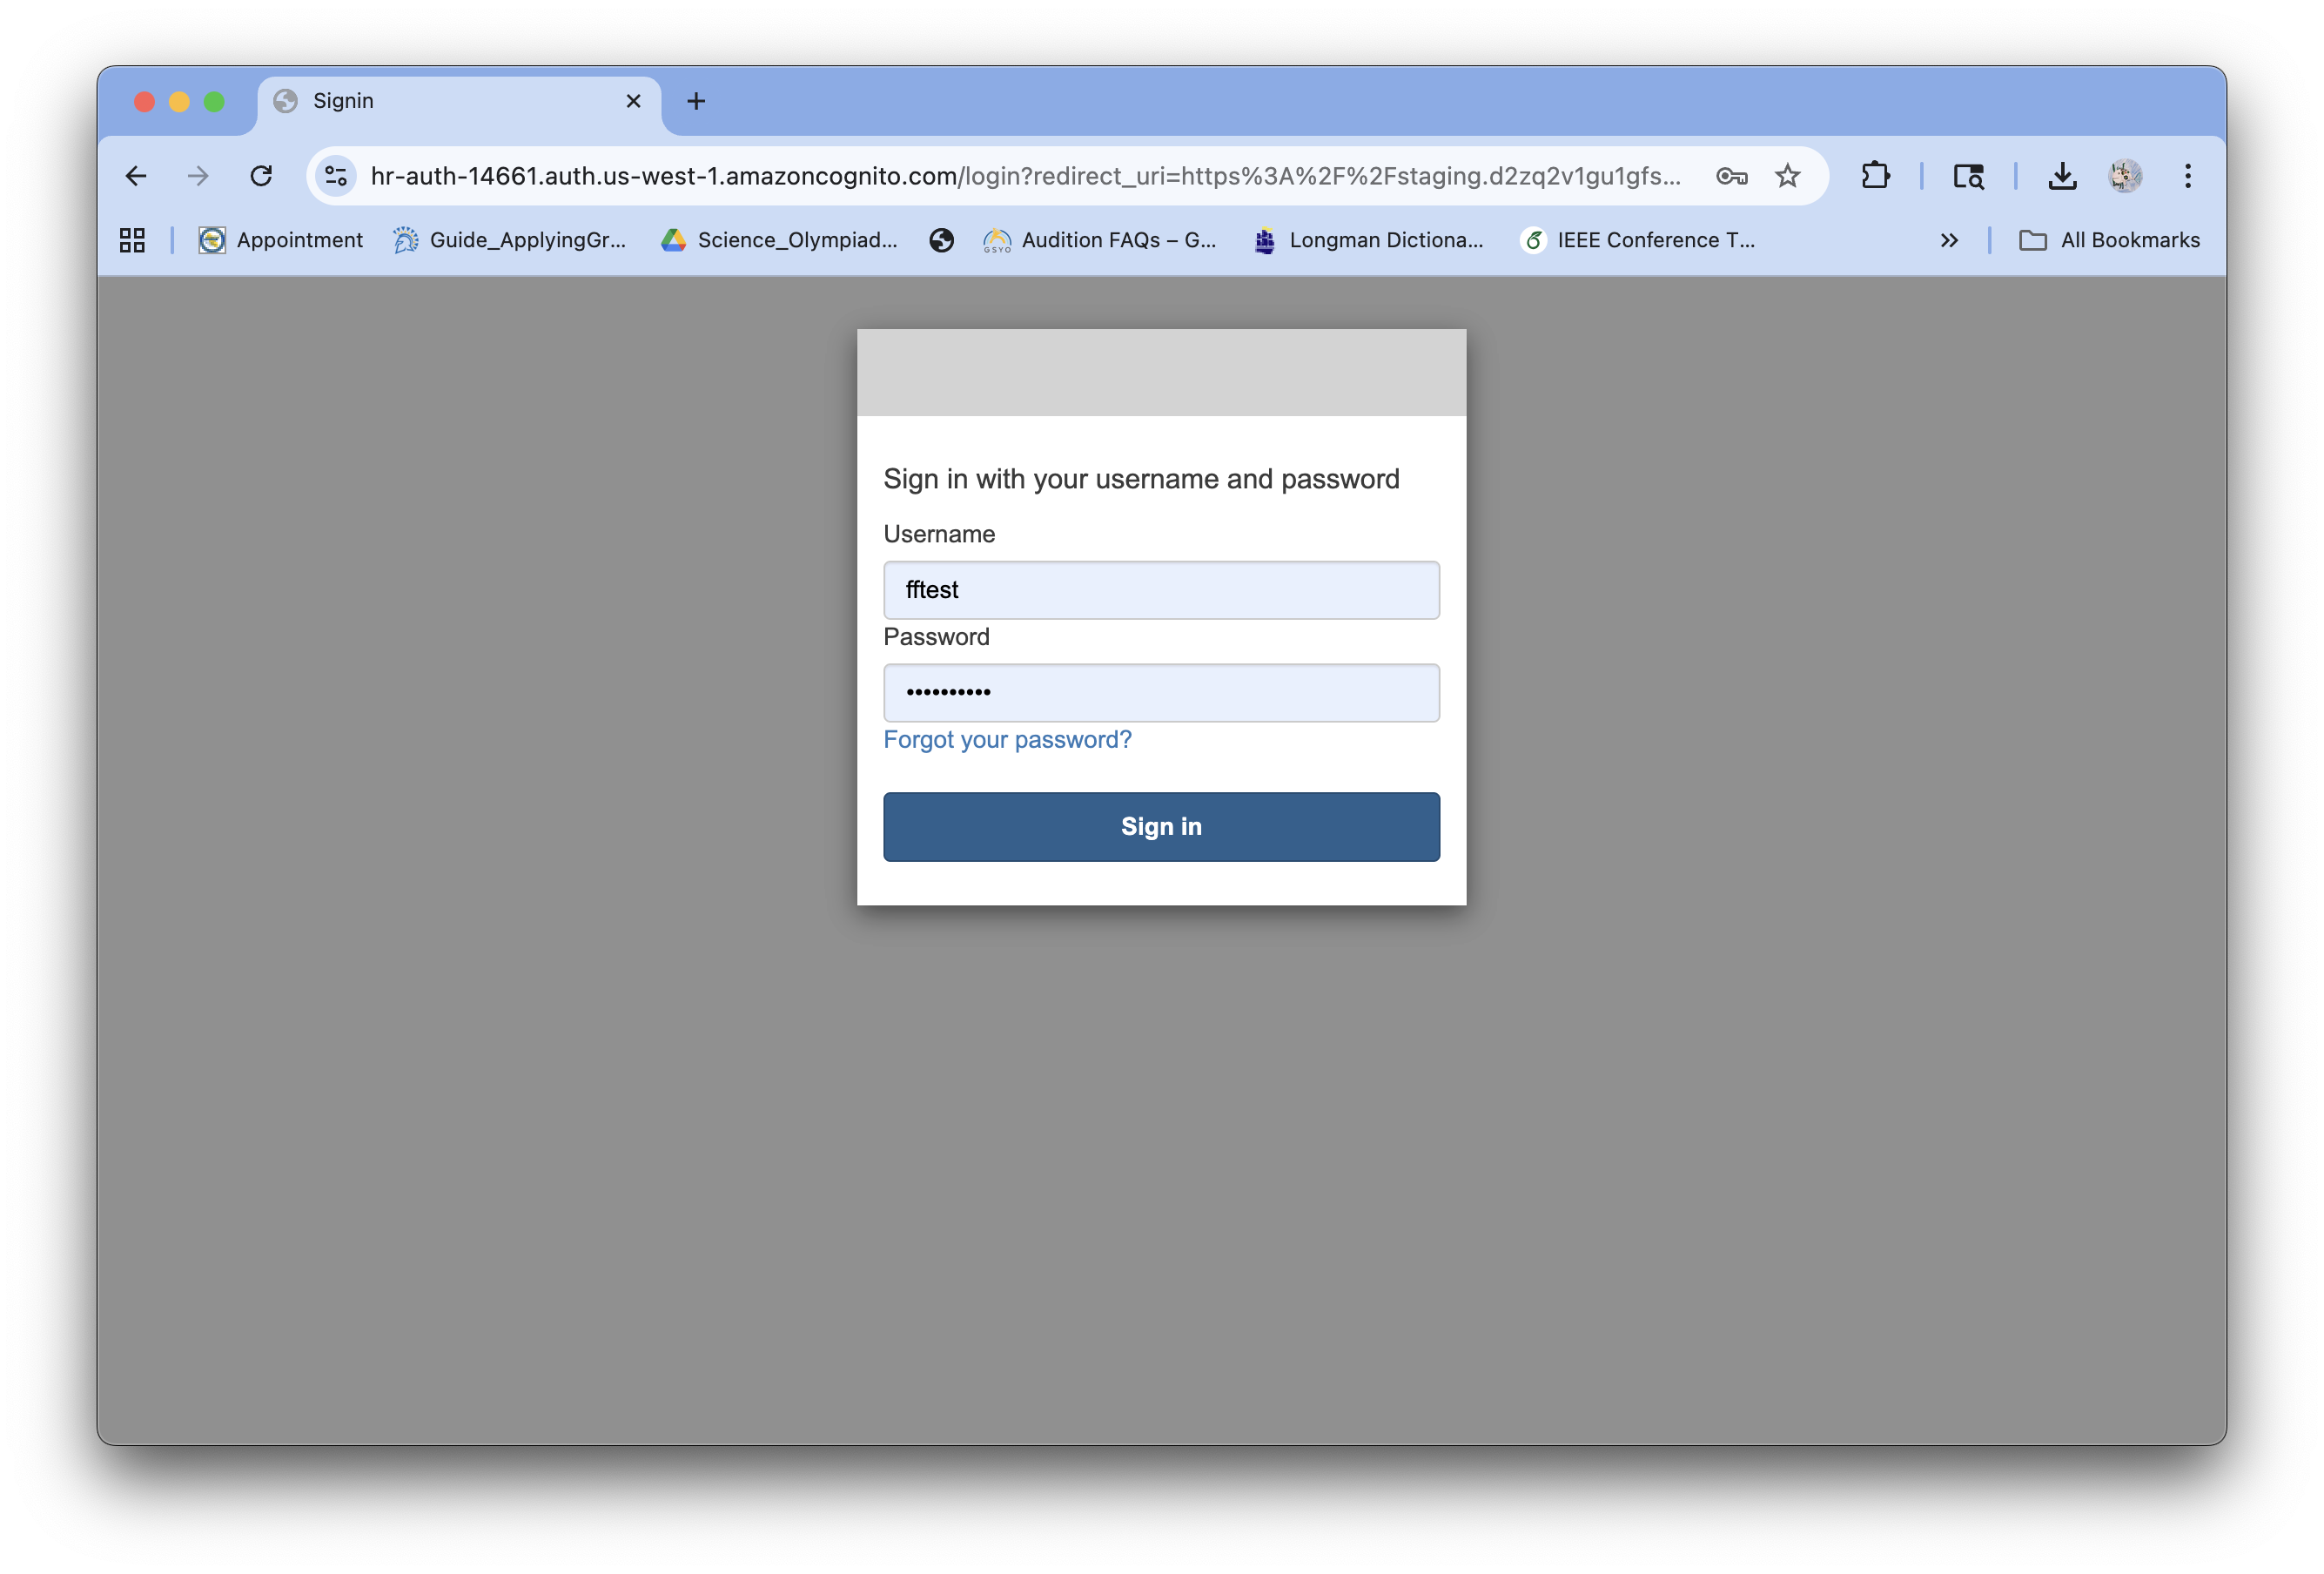 Signin
hr-auth-14661.auth.us-west-1.amazoncognito.com/login?redirect_uri=https%3A%2F%2Fstaging.d2zq2v1gu1gfs...
Appointment Guide_ApplyingGr... Science_Olympiad... GSYO Audition FAQs – G... Longman Dictiona... IEEE Conference T... All Bookmarks
Sign in with your username and password
Username
fftest
Password
••••••••••
Forgot your password?
Sign in